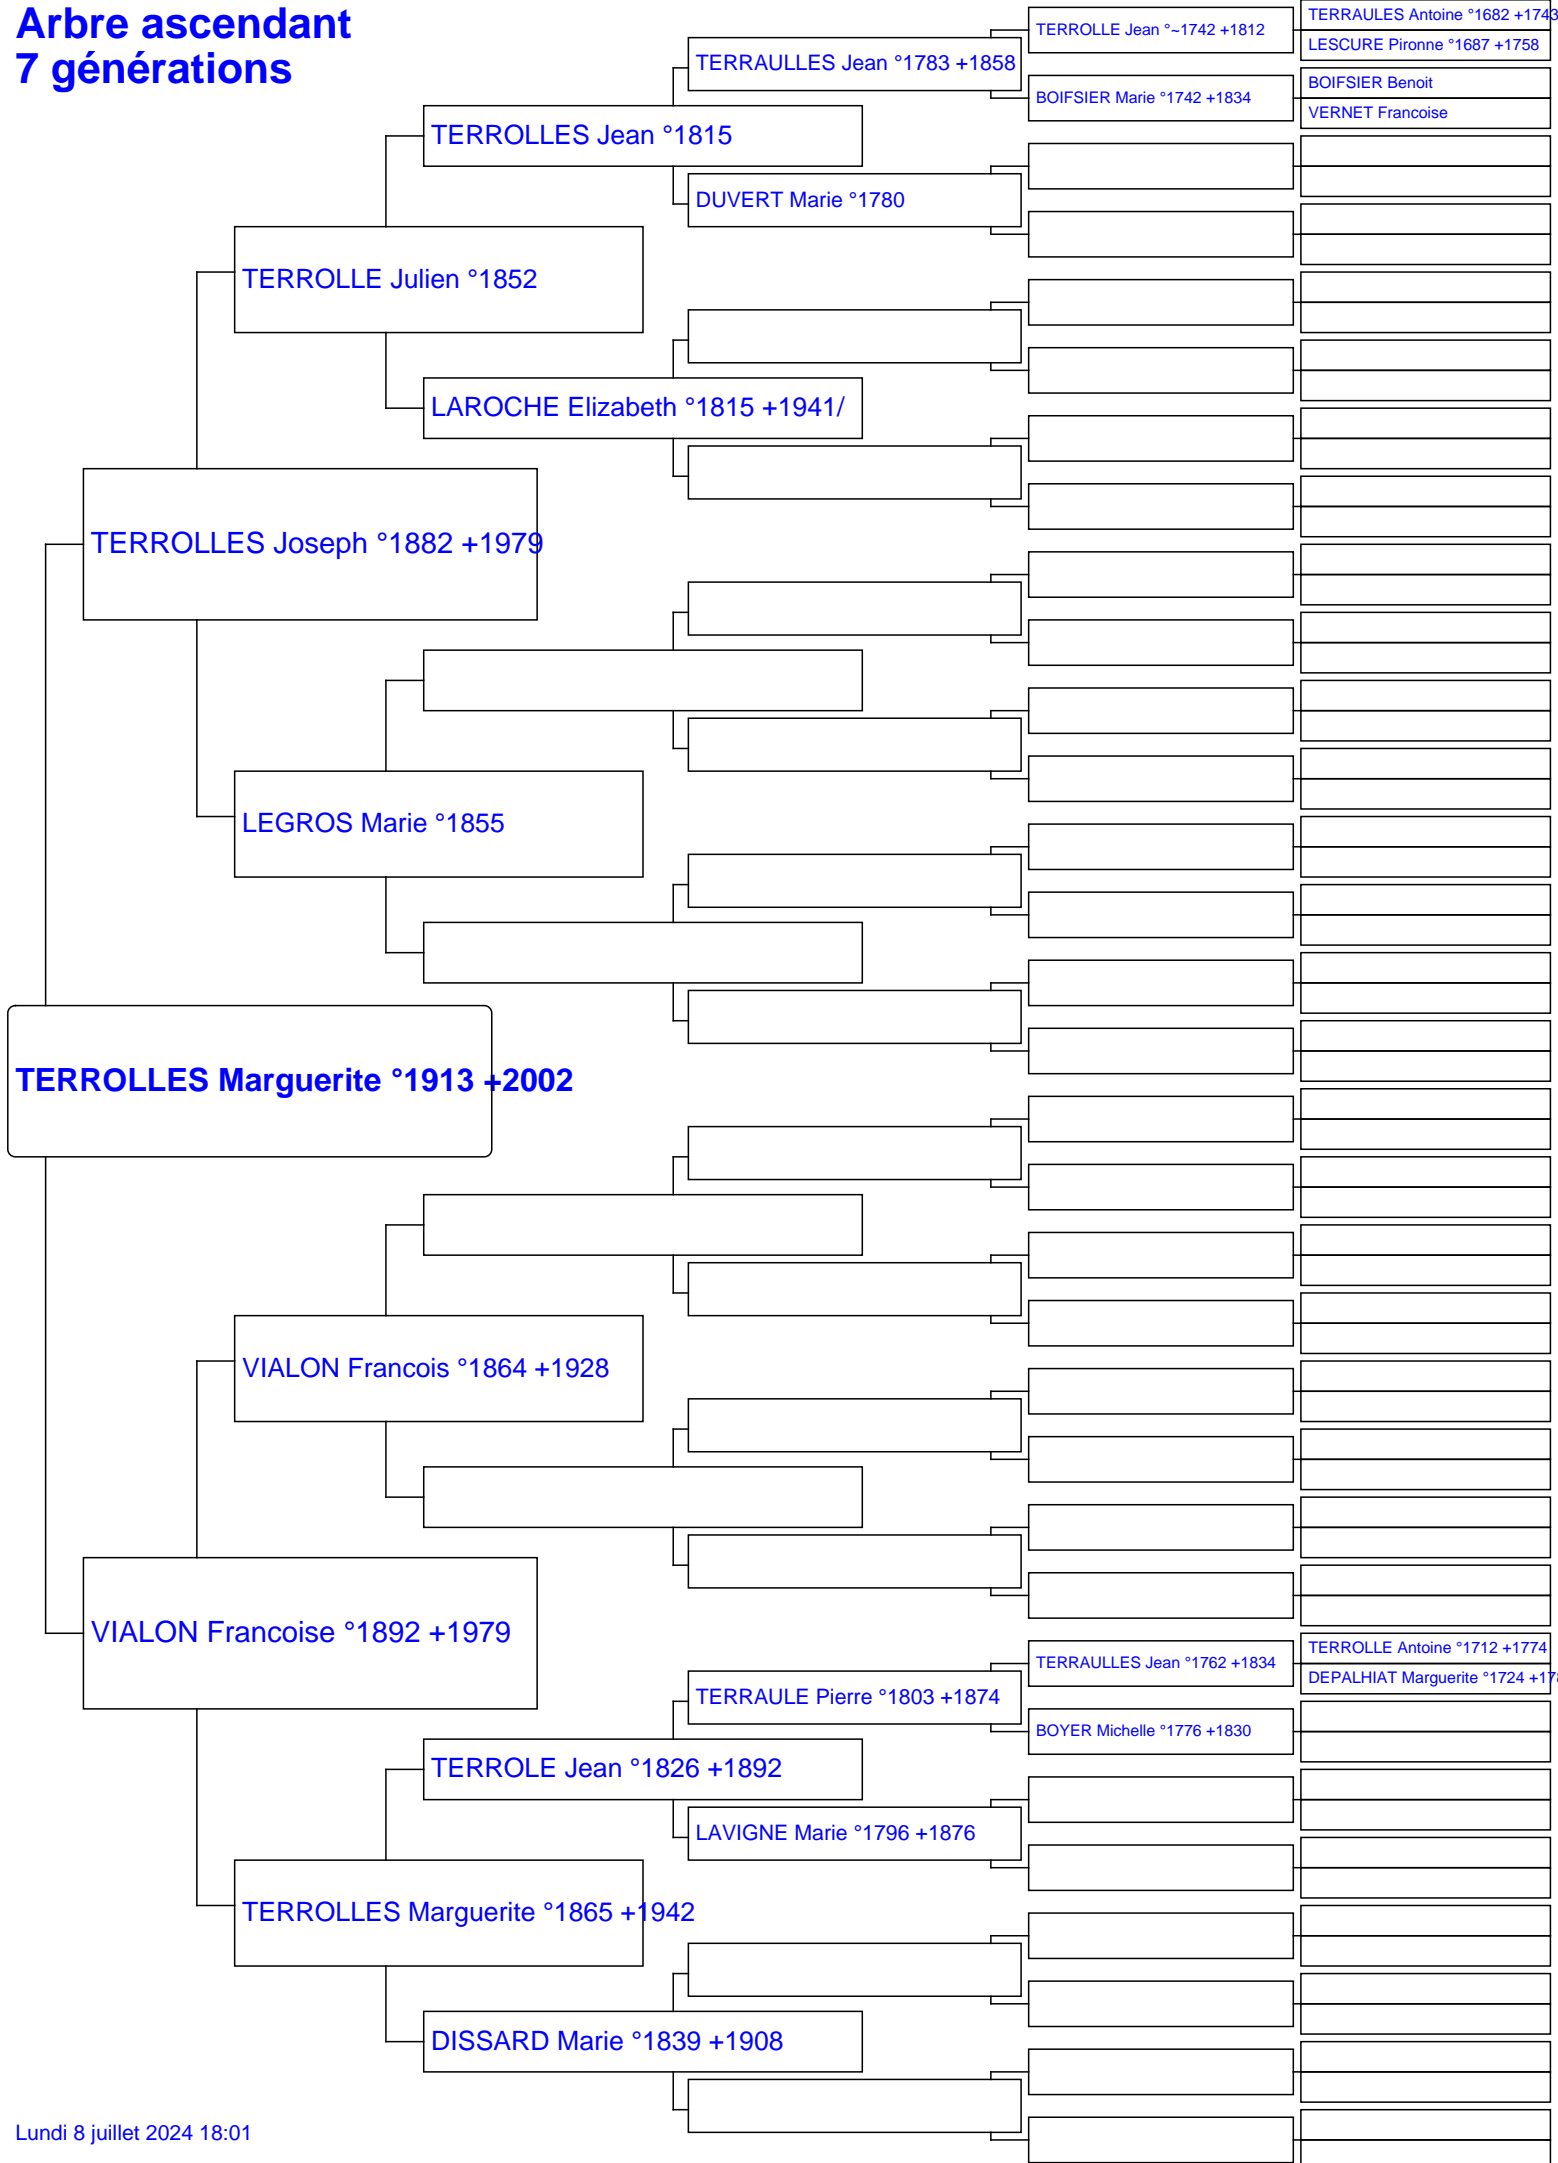 Arbre ascendant
7 générations
TERROLLE Jean °~1742 +1812
TERRAULES Antoine °1682 +1743
LESCURE Pironne °1687 +1758
TERRAULLES Jean °1783 +1858
BOIFSIER Marie °1742 +1834
BOIFSIER Benoit
VERNET Francoise
TERROLLES Jean °1815
DUVERT Marie °1780
TERROLLE Julien °1852
LAROCHE Elizabeth °1815 +1941/
TERROLLES Joseph °1882 +1979
LEGROS Marie °1855
TERROLLES Marguerite °1913 +2002
VIALON Francois °1864 +1928
VIALON Francoise °1892 +1979
TERRAULLES Jean °1762 +1834
TERROLLE Antoine °1712 +1774
DEPALHIAT Marguerite °1724 +178
TERRAULE Pierre °1803 +1874
BOYER Michelle °1776 +1830
TERROLE Jean °1826 +1892
LAVIGNE Marie °1796 +1876
TERROLLES Marguerite °1865 +1942
DISSARD Marie °1839 +1908
Lundi 8 juillet 2024 18:01